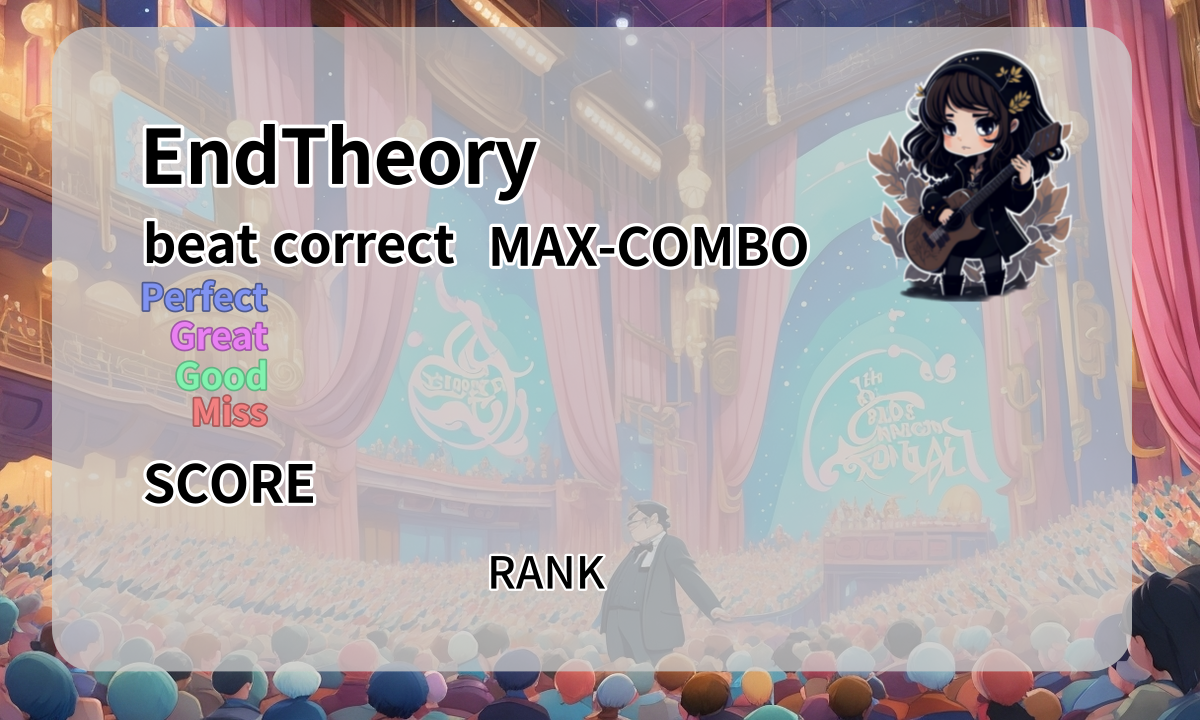 EndTheory
beat correct MAX-COMBO
Perfect
Great
Good
Miss
SCORE
RANK